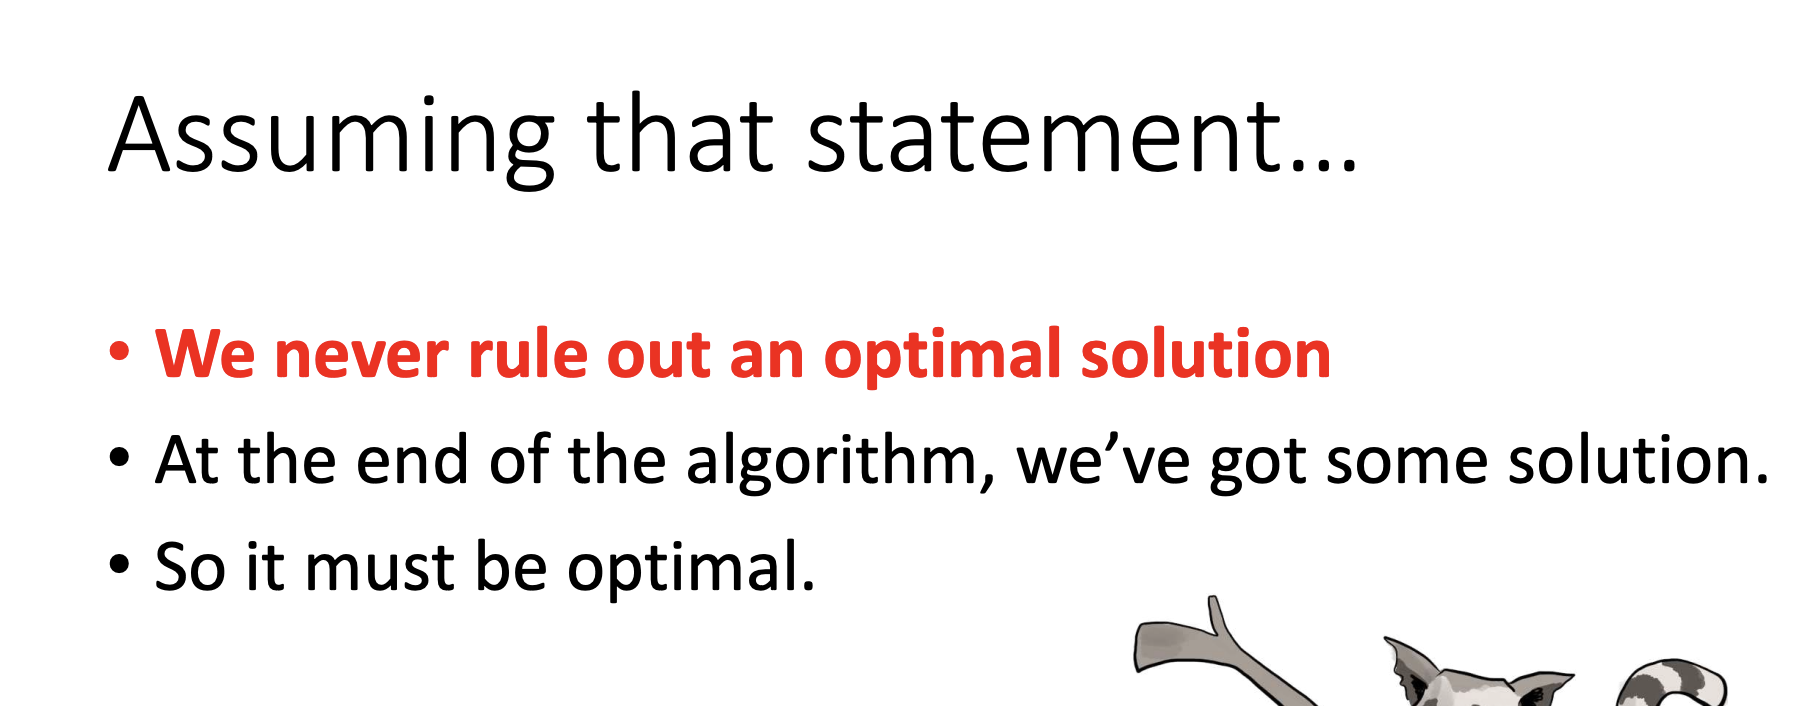 Assuming that statement…
• We never rule out an optimal solution
• At the end of the algorithm, we’ve got some solution.
• So it must be optimal.